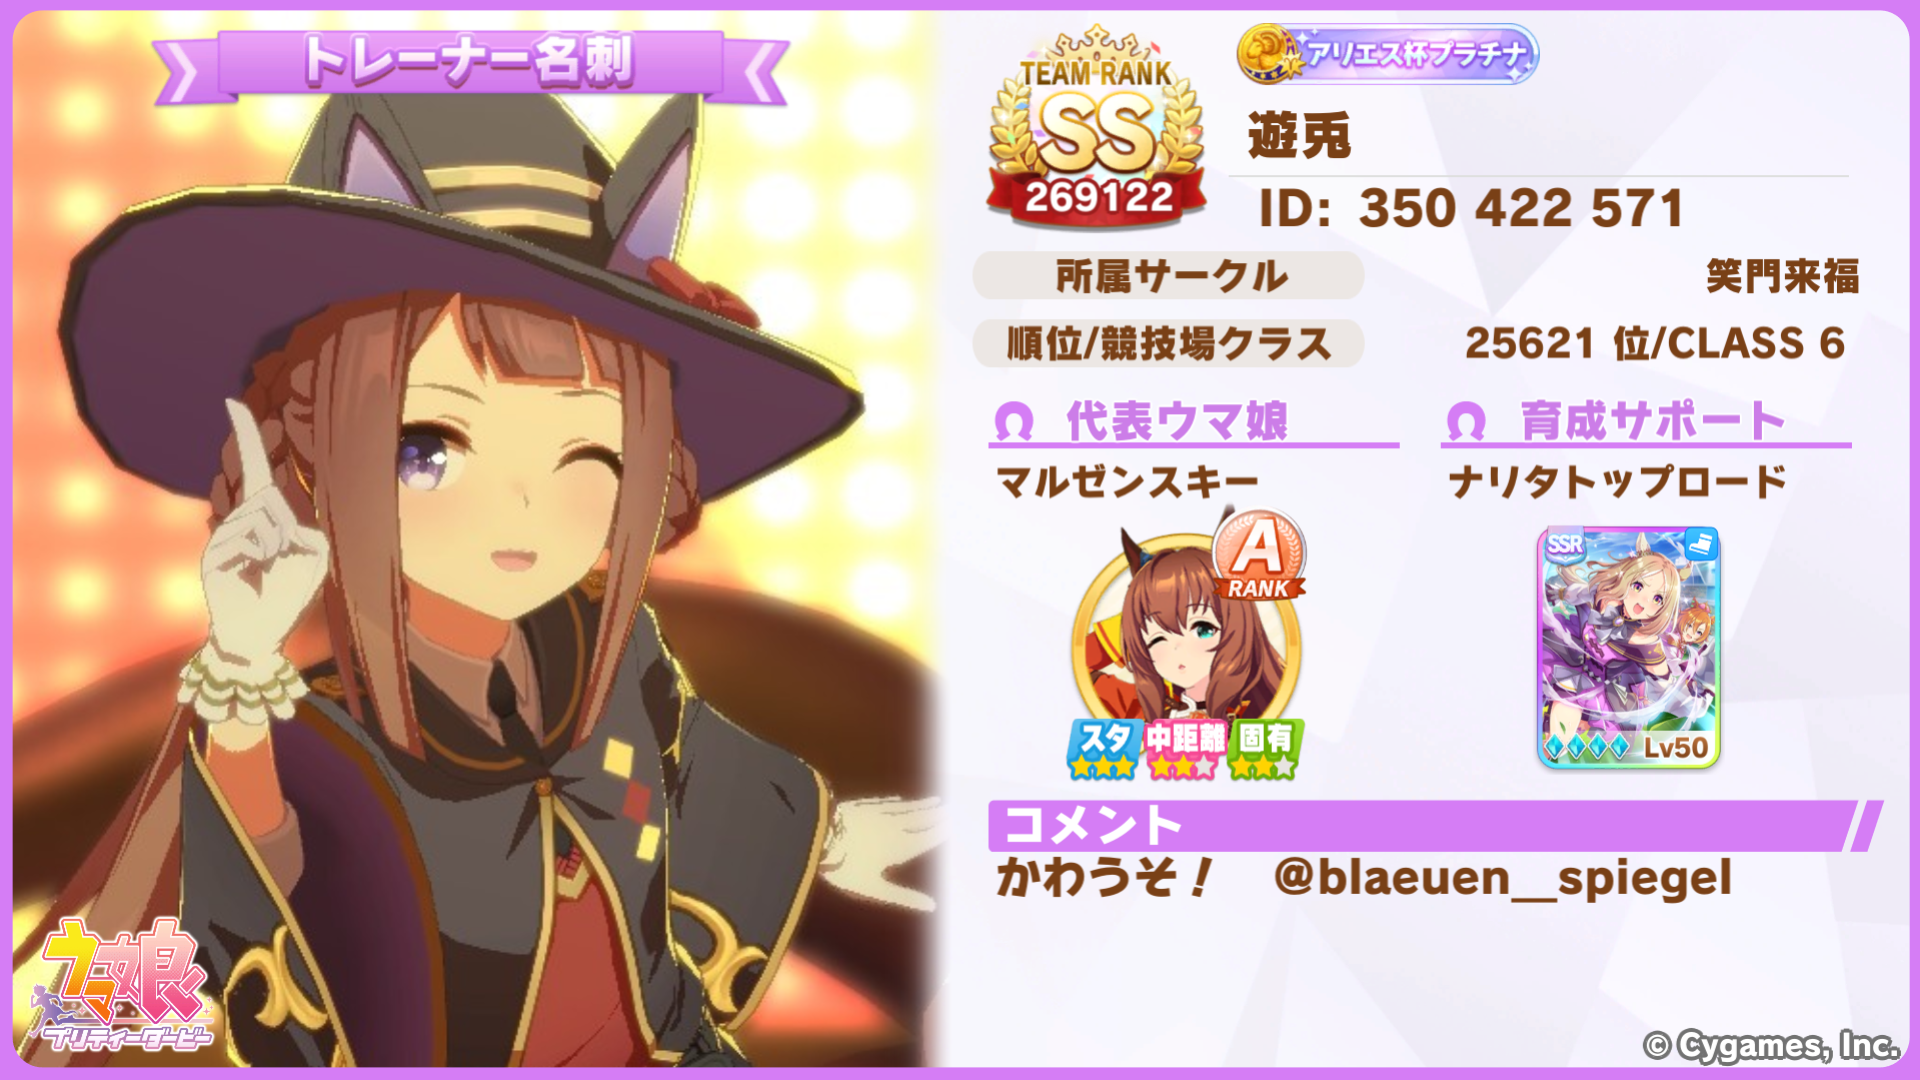 トレーナー名刺
TEAM RANK
SS
269122
アリエス杯プラチナ
遊兎
ID: 350 422 571
所属サークル 笑門来福
順位/競技場クラス 25621 位/CLASS 6
代表ウマ娘
マルゼンスキー
A
RANK
スタ 中距離 固有
育成サポート
ナリタトップロード
SSR
Lv50
コメント
かわうそ！ @blaeuen__spiegel
ウマ娘
プリティーダービー
© Cygames, Inc.